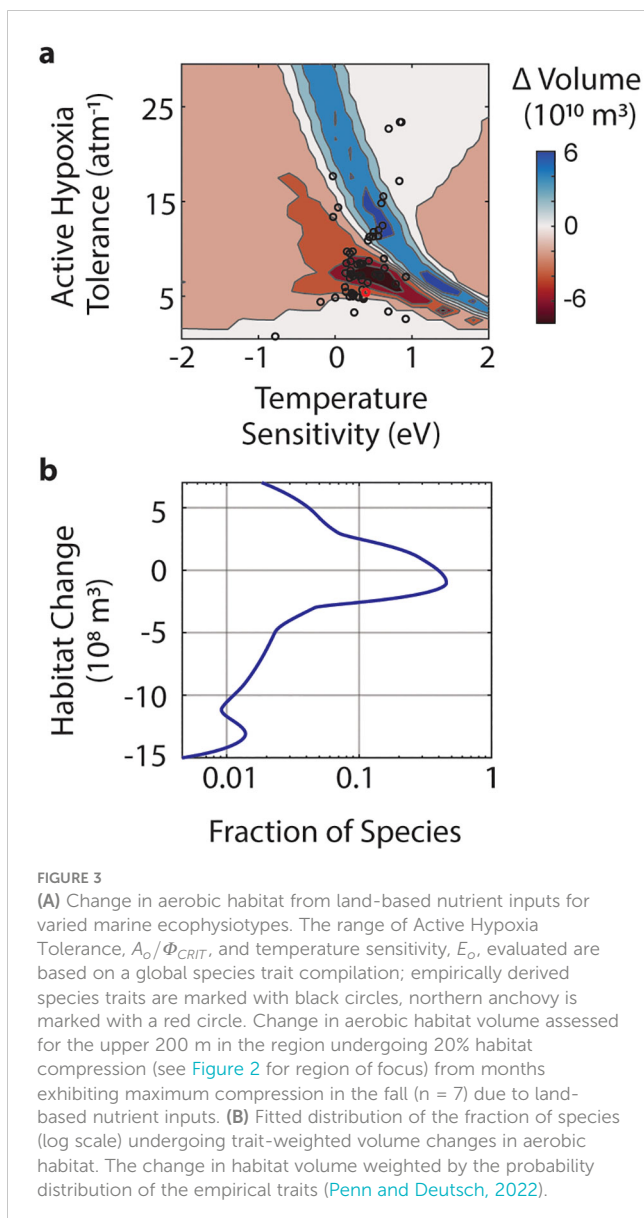 a
Δ Volume
(10¹⁰ m³)
Active Hypoxia
Tolerance (atm⁻¹)
25
15
5
6
0
-6
-2
-1
0
1
2
Temperature
Sensitivity (eV)
b
Habitat Change
(10⁸ m³)
5
0
-5
-10
-15
0.01
0.1
1
Fraction of Species
FIGURE 3
(A) Change in aerobic habitat from land-based nutrient inputs for
varied marine ecophysiotypes. The range of Active Hypoxia
Tolerance, Aₒ/Φ_CRIT, and temperature sensitivity, Eₒ, evaluated are
based on a global species trait compilation; empirically derived
species traits are marked with black circles, northern anchovy is
marked with a red circle. Change in aerobic habitat volume assessed
for the upper 200 m in the region undergoing 20% habitat
compression (see Figure 2 for region of focus) from months
exhibiting maximum compression in the fall (n = 7) due to land-
based nutrient inputs. (B) Fitted distribution of the fraction of species
(log scale) undergoing trait-weighted volume changes in aerobic
habitat. The change in habitat volume weighted by the probability
distribution of the empirical traits (Penn and Deutsch, 2022).